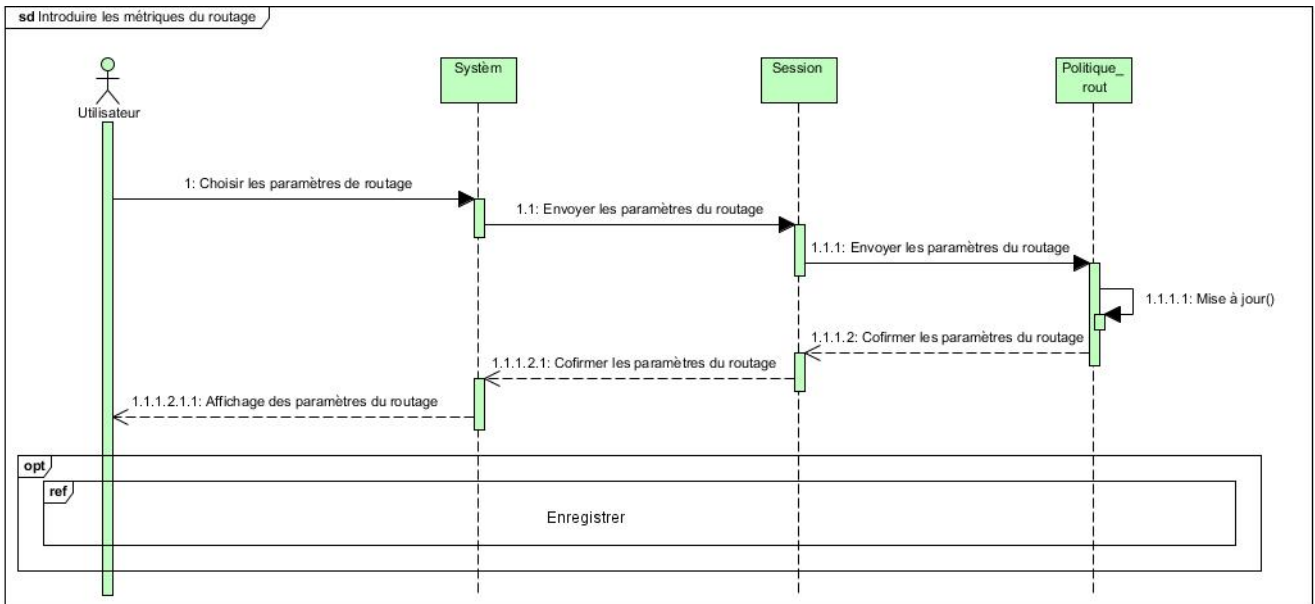 sd Introduire les métriques du routage
Systèm
Session
Politique_
rout
Utilisateur
1: Choisir les paramètres de routage
1.1: Envoyer les paramètres du routage
1.1.1: Envoyer les paramètres du routage
1.1.1.1: Mise à jour()
1.1.1.2: Cofirmer les paramètres du routage
1.1.1.2.1: Cofirmer les paramètres du routage
1.1.1.2.1.1: Affichage des paramètres du routage
opt
ref
Enregistrer